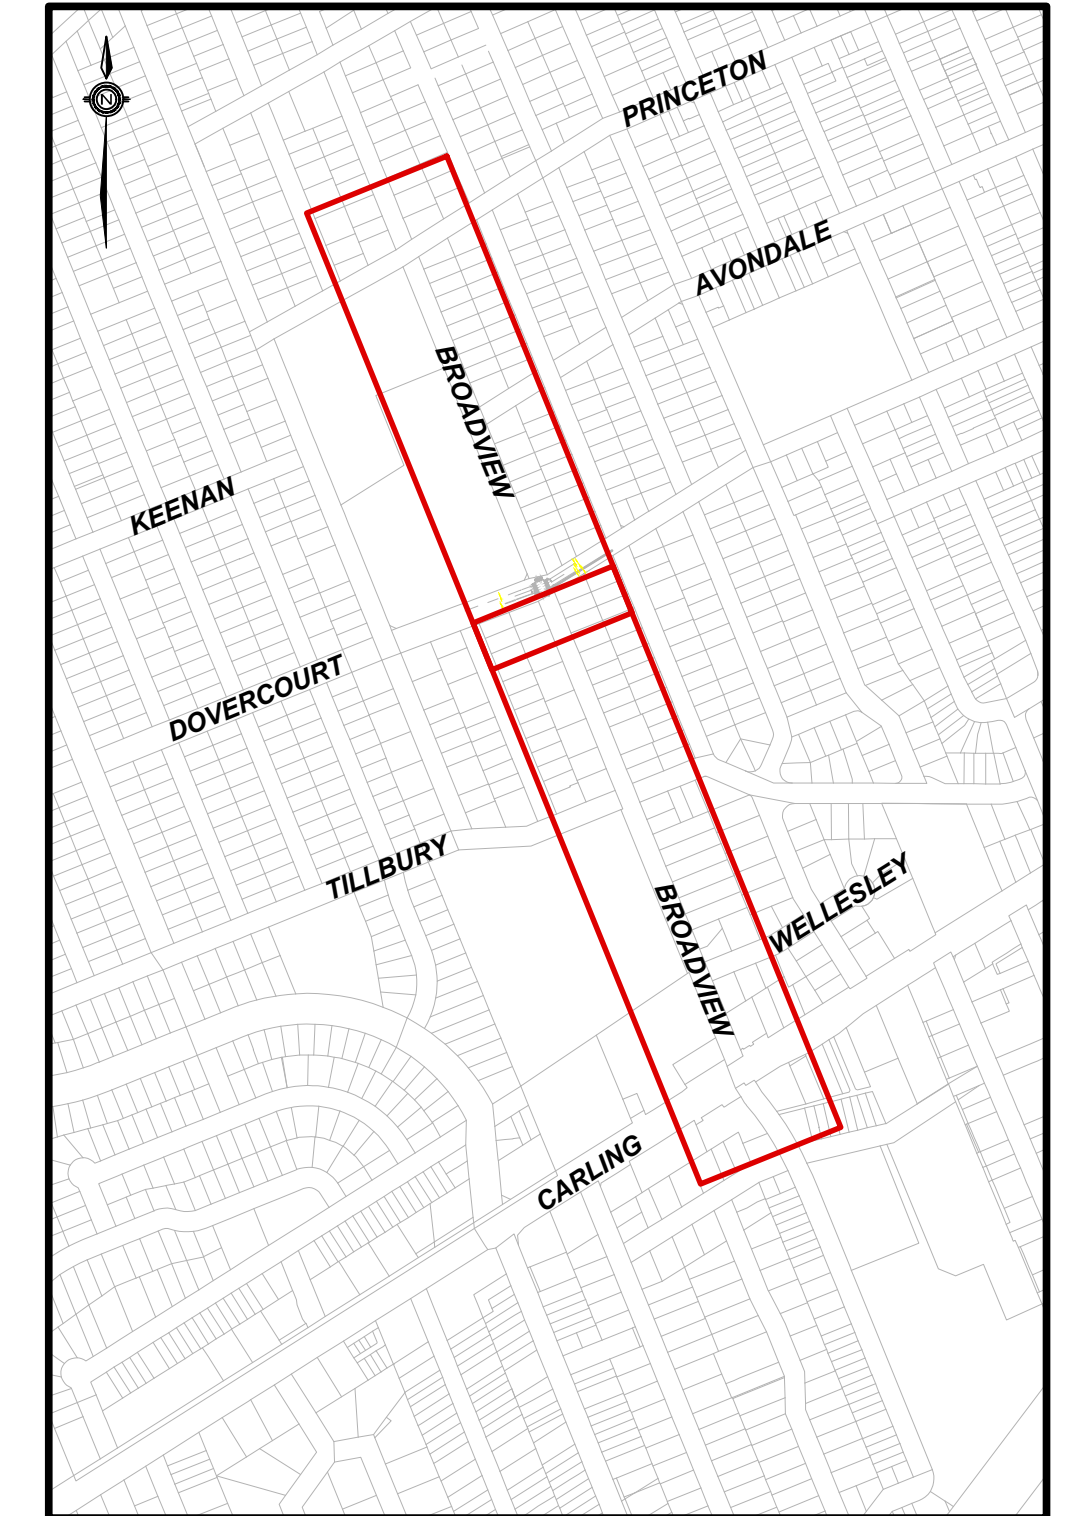 N
PRINCETON
AVONDALE
BROADVIEW
KEENAN
DOVERCOURT
TILLBURY
WELLESLEY
BROADVIEW
CARLING